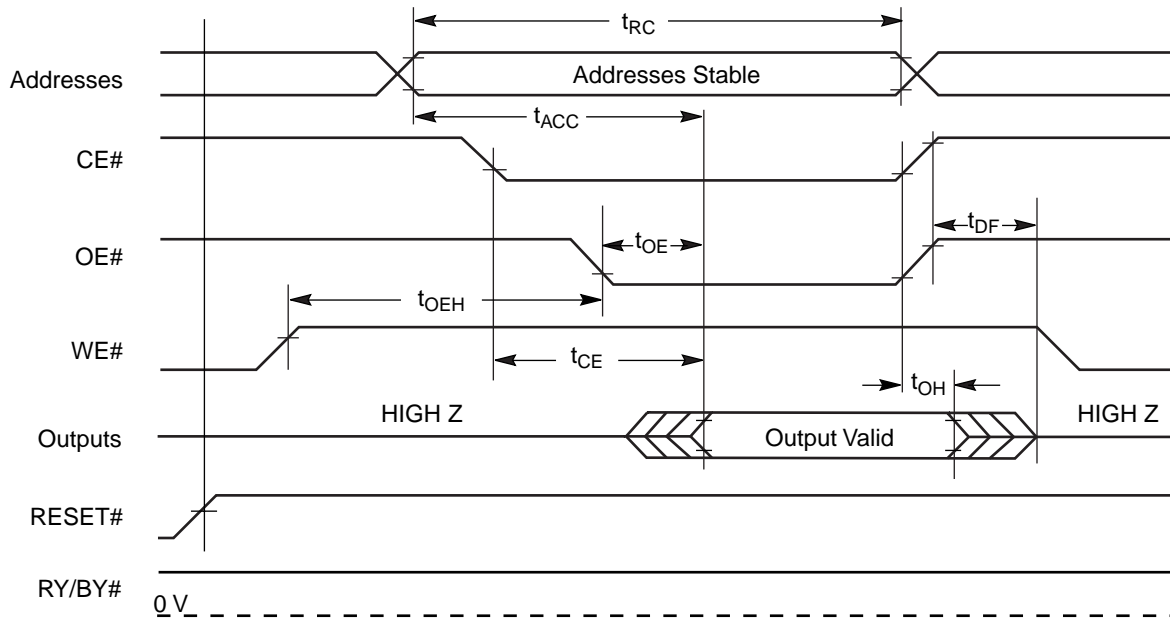 tRC
Addresses
Addresses Stable
tACC
CE#
tDF
OE#
tOE
tOEH
WE#
tCE
tOH
HIGH Z
HIGH Z
Outputs
Output Valid
RESET#
RY/BY#
0 V